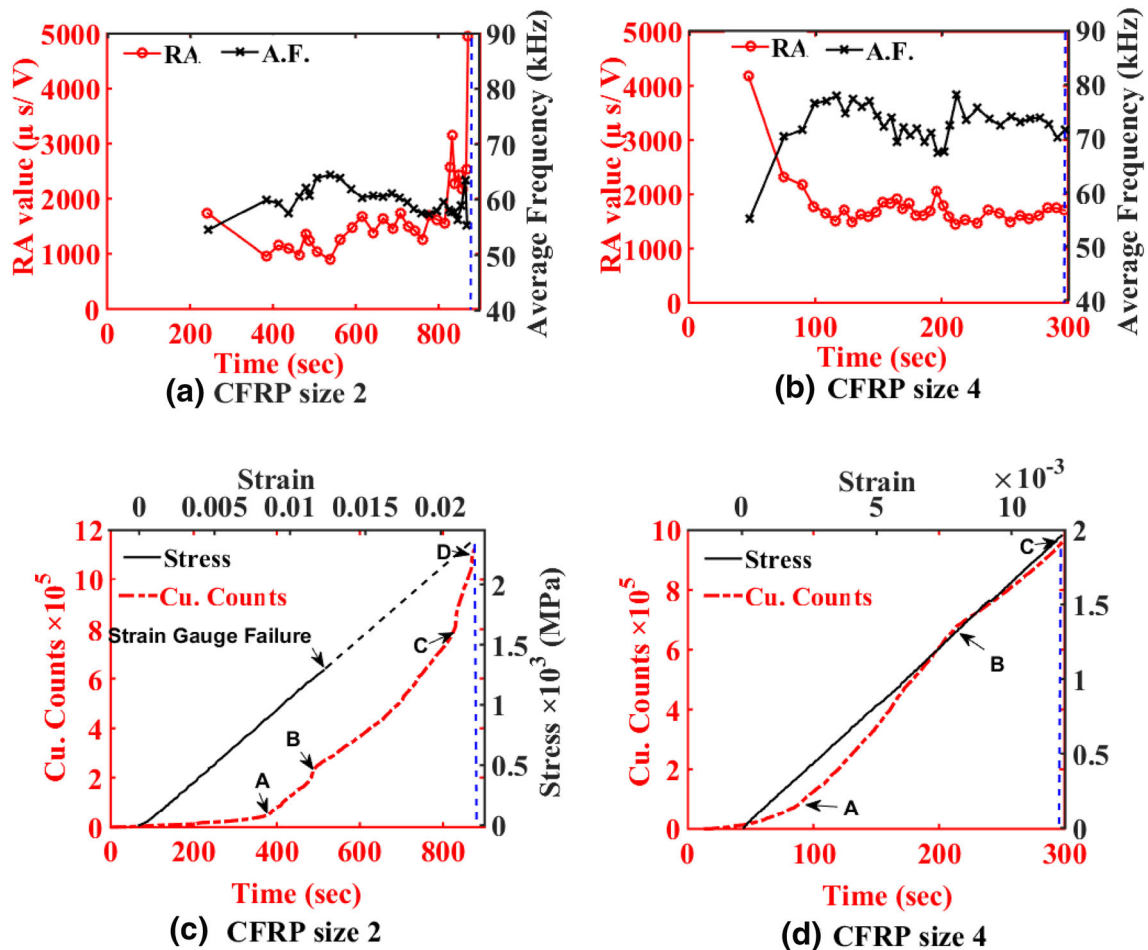 5000
4000
3000
2000
1000
0
RA value (μ s/ V)
RA.
A.F.
90
80
70
60
50
40
Average Frequency (kHz)
0 200 400 600 800
Time (sec)
(a) CFRP size 2
5000
4000
3000
2000
1000
0
RA value (μ s/ V)
RA.
A.F.
90
80
70
60
50
40
Average Frequency (kHz)
0 100 200 300
Time (sec)
(b) CFRP size 4
Strain
0 0.005 0.01 0.015 0.02
12
10
8
6
4
2
0
Cu. Counts ×10⁵
Stress
Cu. Counts
Strain Gauge Failure
A
B
C
D
2
1.5
1
0.5
0
Stress ×10³ (MPa)
0 200 400 600 800
Time (sec)
(c) CFRP size 2
Strain
×10⁻³
0 5 10
10
8
6
4
2
0
Cu. Counts ×10⁵
Stress
Cu. Counts
A
B
C
2
1.5
1
0.5
0
0 100 200 300
Time (sec)
(d) CFRP size 4